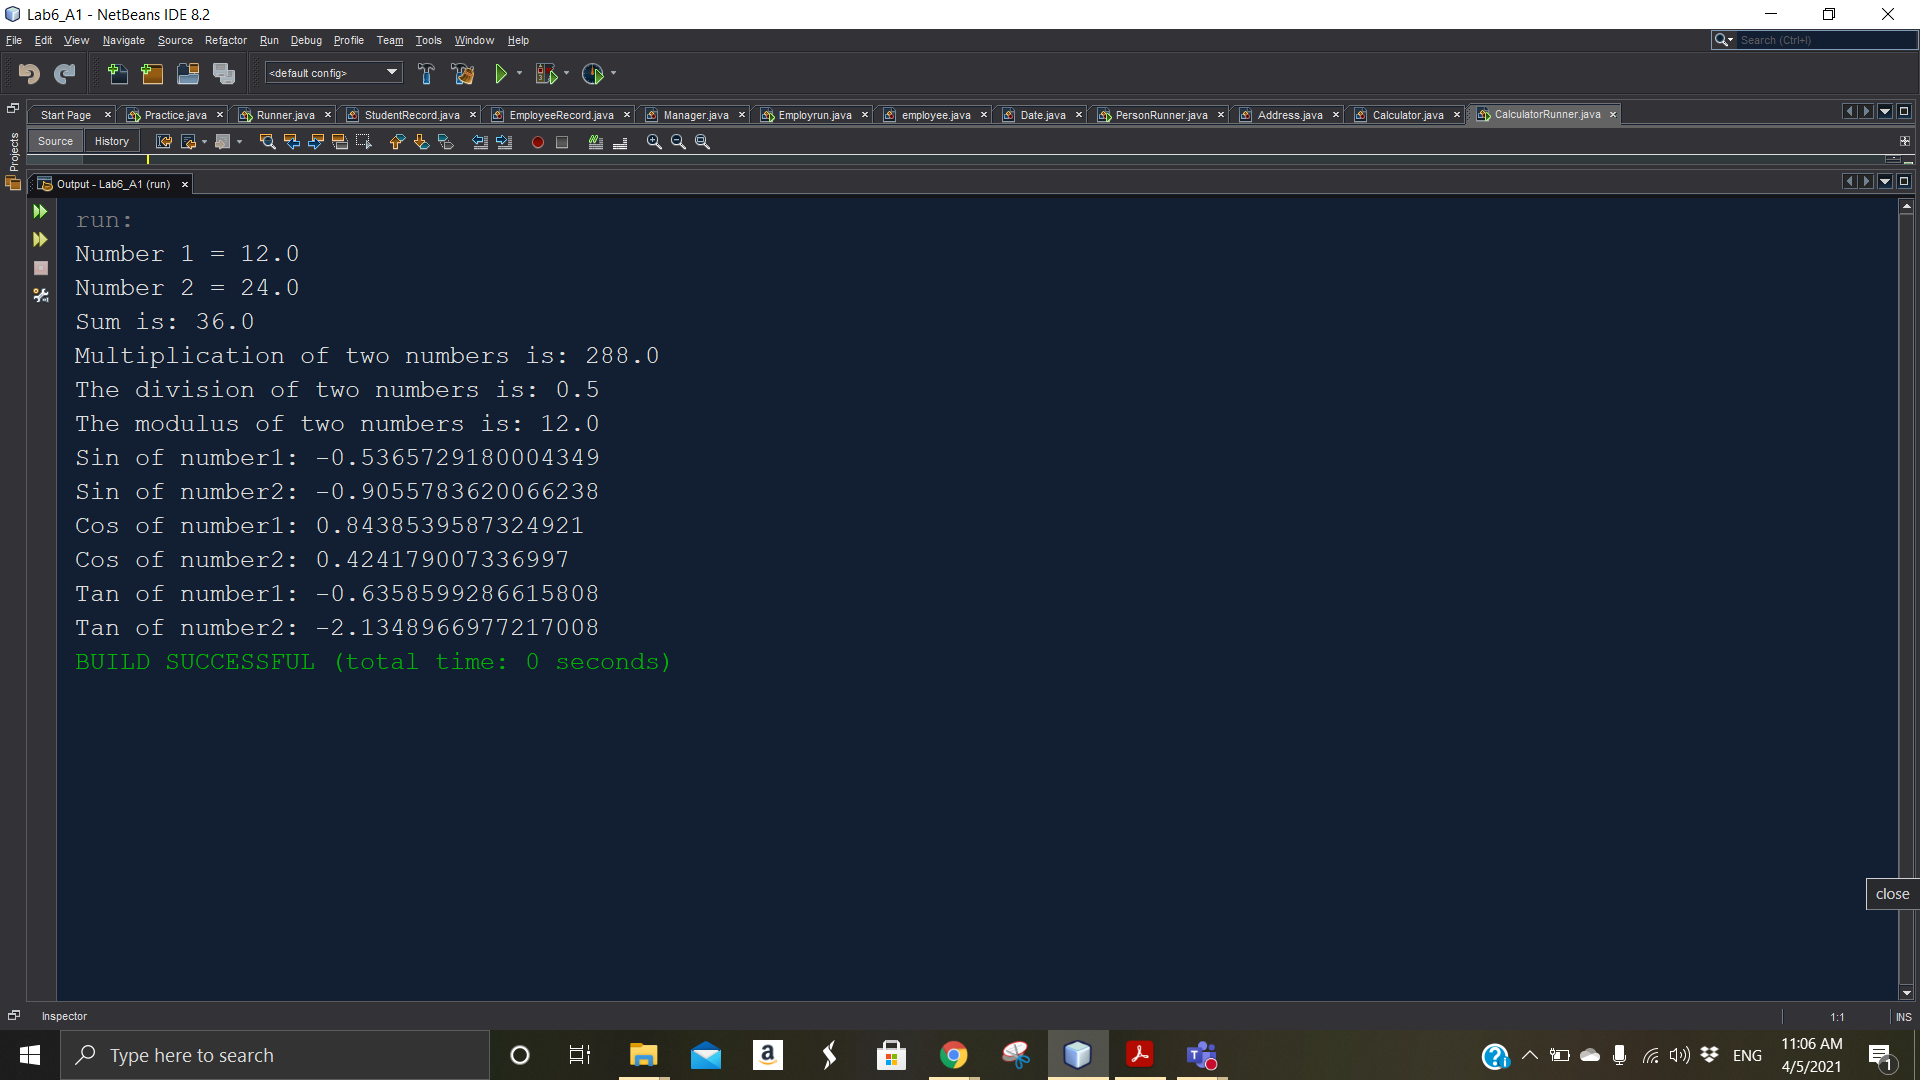 Lab6_A1 - NetBeans IDE 8.2
File Edit View Navigate Source Refactor Run Debug Profile Team Tools Window Help
Search (Ctrl+I)
<default config>
Start Page Practice.java Runner.java StudentRecord.java EmployeeRecord.java Manager.java Employrun.java employee.java Date.java PersonRunner.java Address.java Calculator.java CalculatorRunner.java
Source History
Projects
Output - Lab6_A1 (run)
run:
Number 1 = 12.0
Number 2 = 24.0
Sum is: 36.0
Multiplication of two numbers is: 288.0
The division of two numbers is: 0.5
The modulus of two numbers is: 12.0
Sin of number1: -0.5365729180004349
Sin of number2: -0.9055783620066238
Cos of number1: 0.8438539587324921
Cos of number2: 0.424179007336997
Tan of number1: -0.6358599286615808
Tan of number2: -2.1348966977217008
BUILD SUCCESSFUL (total time: 0 seconds)
close
Inspector
1:1 INS
Type here to search
ENG
11:06 AM
4/5/2021
1